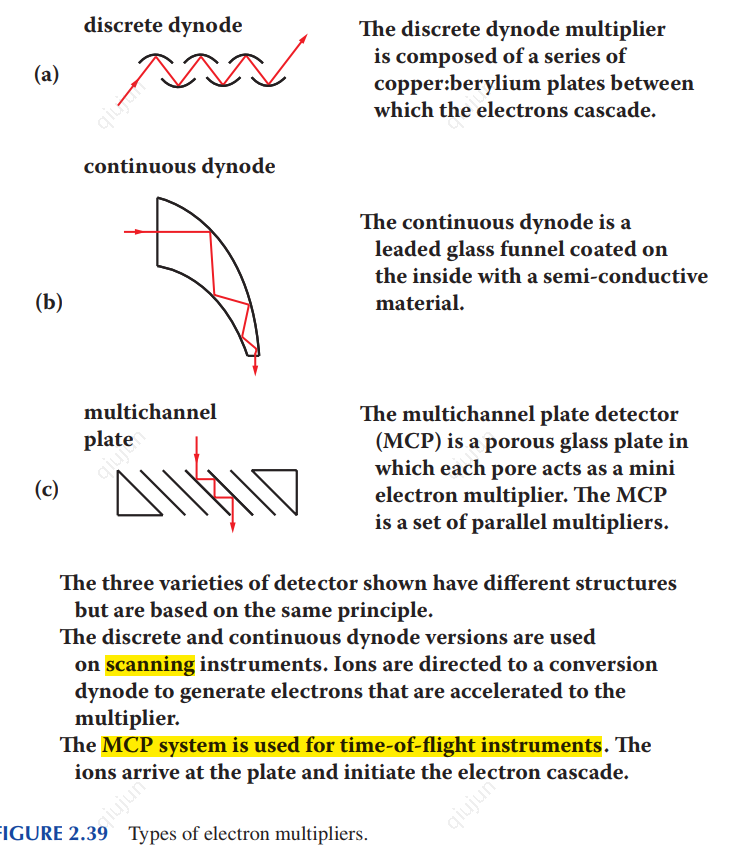 discrete dynode
(a)
The discrete dynode multiplier
is composed of a series of
copper:berylium plates between
which the electrons cascade.
qiujun
qiujun
continuous dynode
(b)
The continuous dynode is a
leaded glass funnel coated on
the inside with a semi-conductive
material.
multichannel
plate
(c)
The multichannel plate detector
(MCP) is a porous glass plate in
which each pore acts as a mini
electron multiplier. The MCP
is a set of parallel multipliers.
qiujun
qiujun
The three varieties of detector shown have different structures
but are based on the same principle.
The discrete and continuous dynode versions are used
on scanning instruments. Ions are directed to a conversion
dynode to generate electrons that are accelerated to the
multiplier.
The MCP system is used for time-of-flight instruments. The
ions arrive at the plate and initiate the electron cascade.
qiujun
qiujun
FIGURE 2.39 Types of electron multipliers.